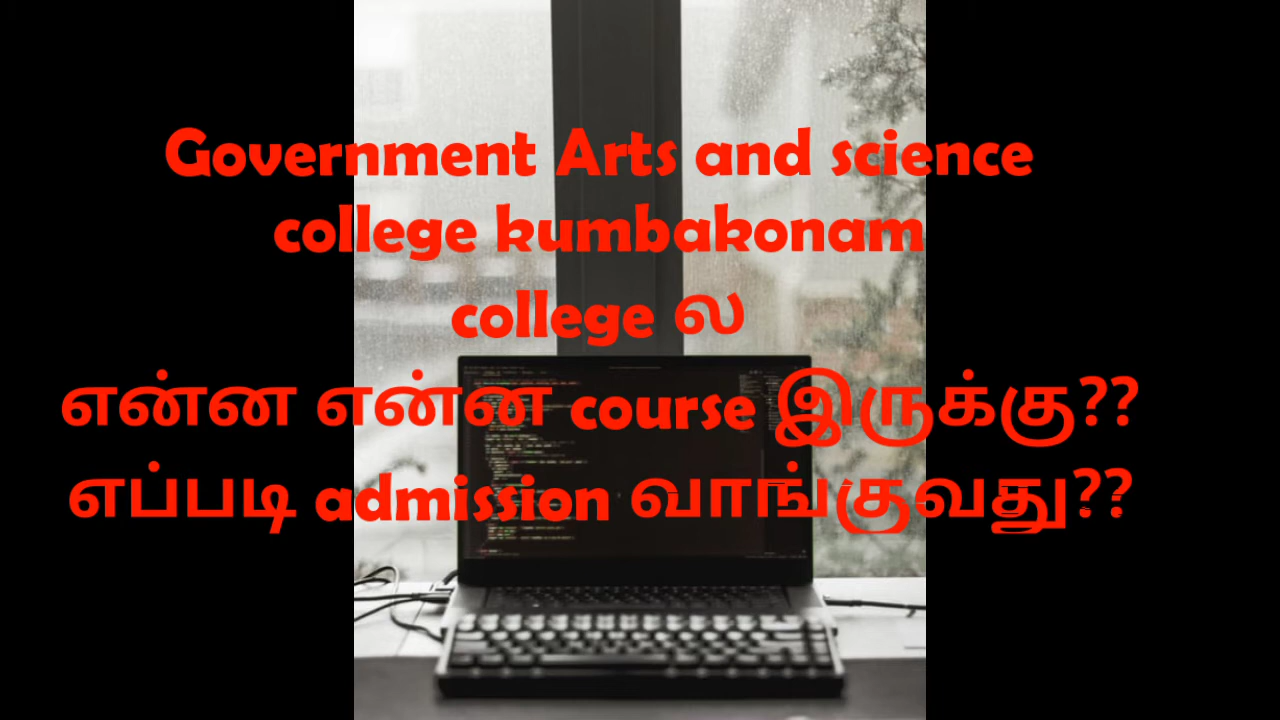 Government Arts and science
college kumbakonam
college ல
என்ன என்ன course இருக்கு??
எப்படி admission வாங்குவது??